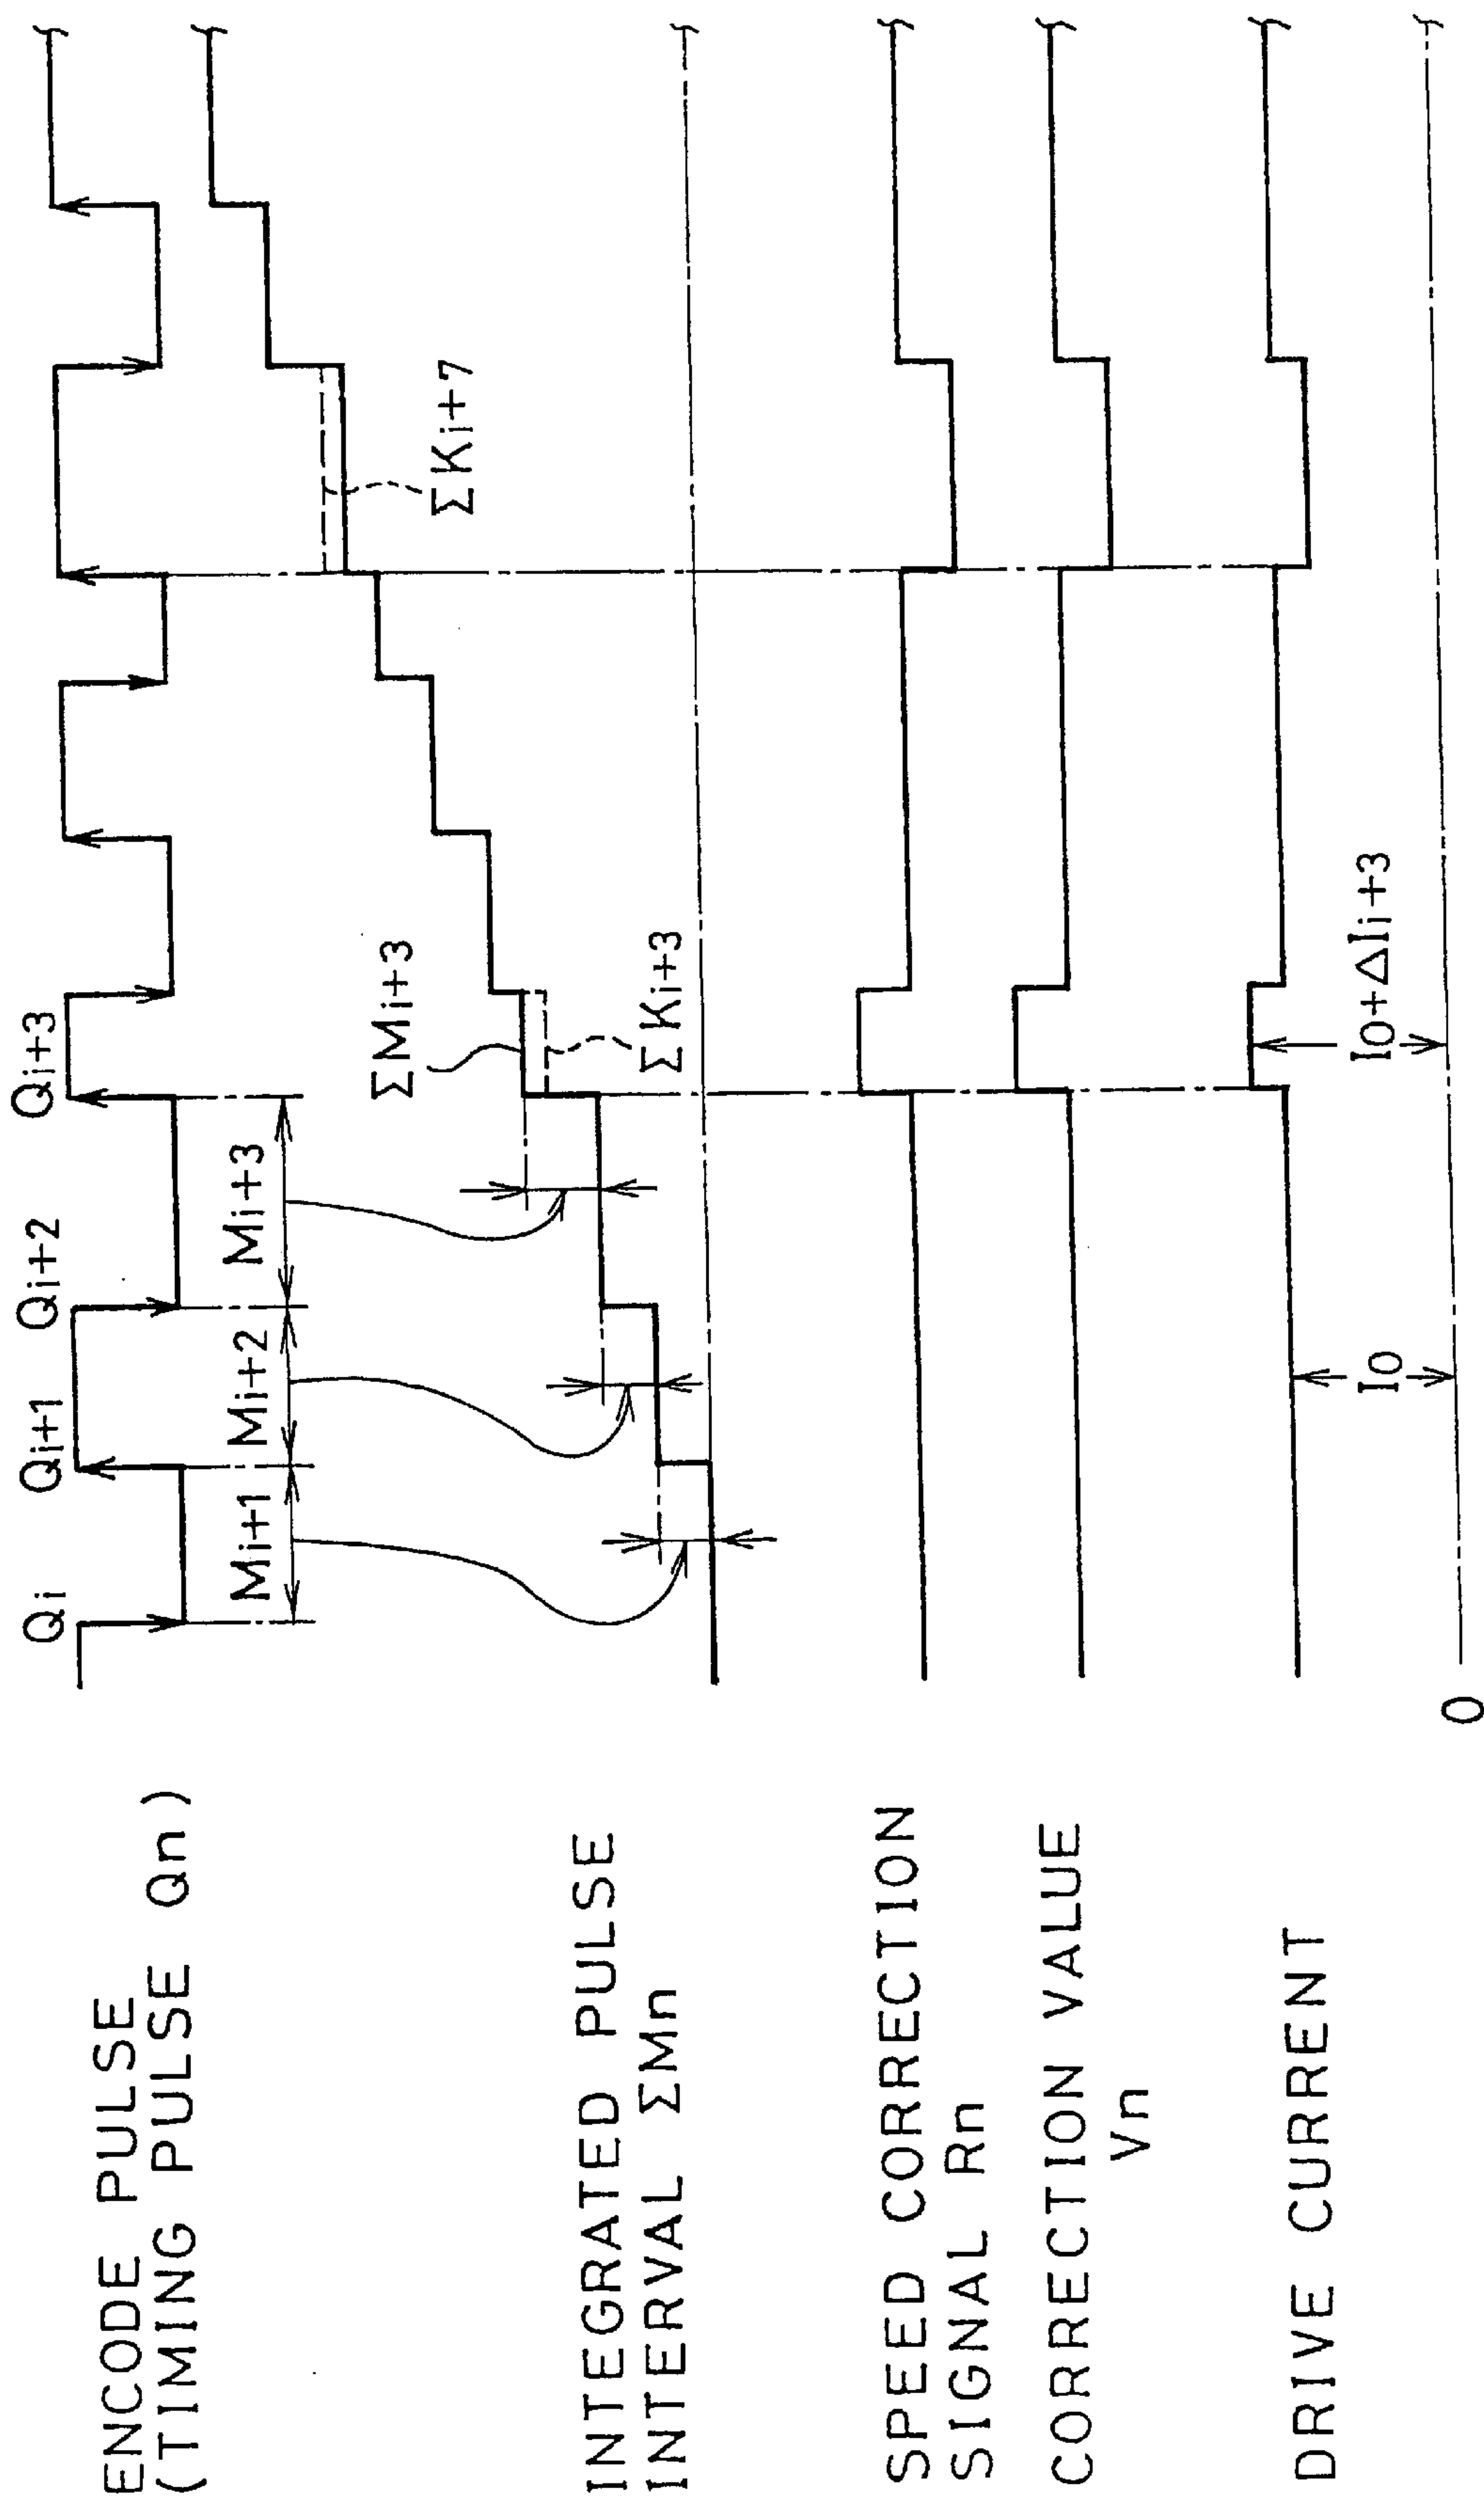 ENCODE PULSE
(TIMING PULSE Qn)
Qi
Qi+1
Qi+2
Qi+3
Mi+1
Mi+2
Mi+3
INTEGRATED PULSE
INTERVAL ΣMn
ΣMi+3
ΣKi+3
ΣKi+7
SPEED CORRECTION
SIGNAL Rn
CORRECTION VALUE
Vn
DRIVE CURRENT
Io
Io+ΔIi+3
0